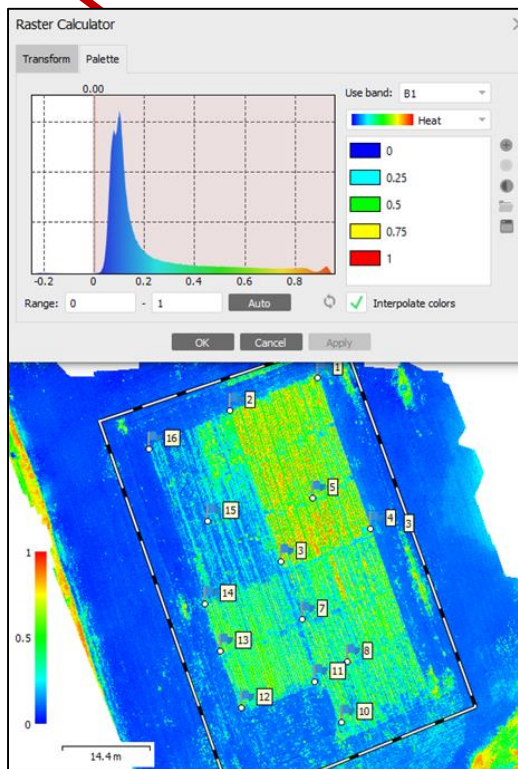 Raster Calculator
Transform Palette
0.00
-0.2 0 0.2 0.4 0.6 0.8
Range: 0 - 1 Auto
Use band: B1
Heat
0
0.25
0.5
0.75
1
Interpolate colors
OK Cancel Apply
1
2
16
5
15
4 3
3
14
7
13
8
11
12
10
1
0.5
0
14.4 m